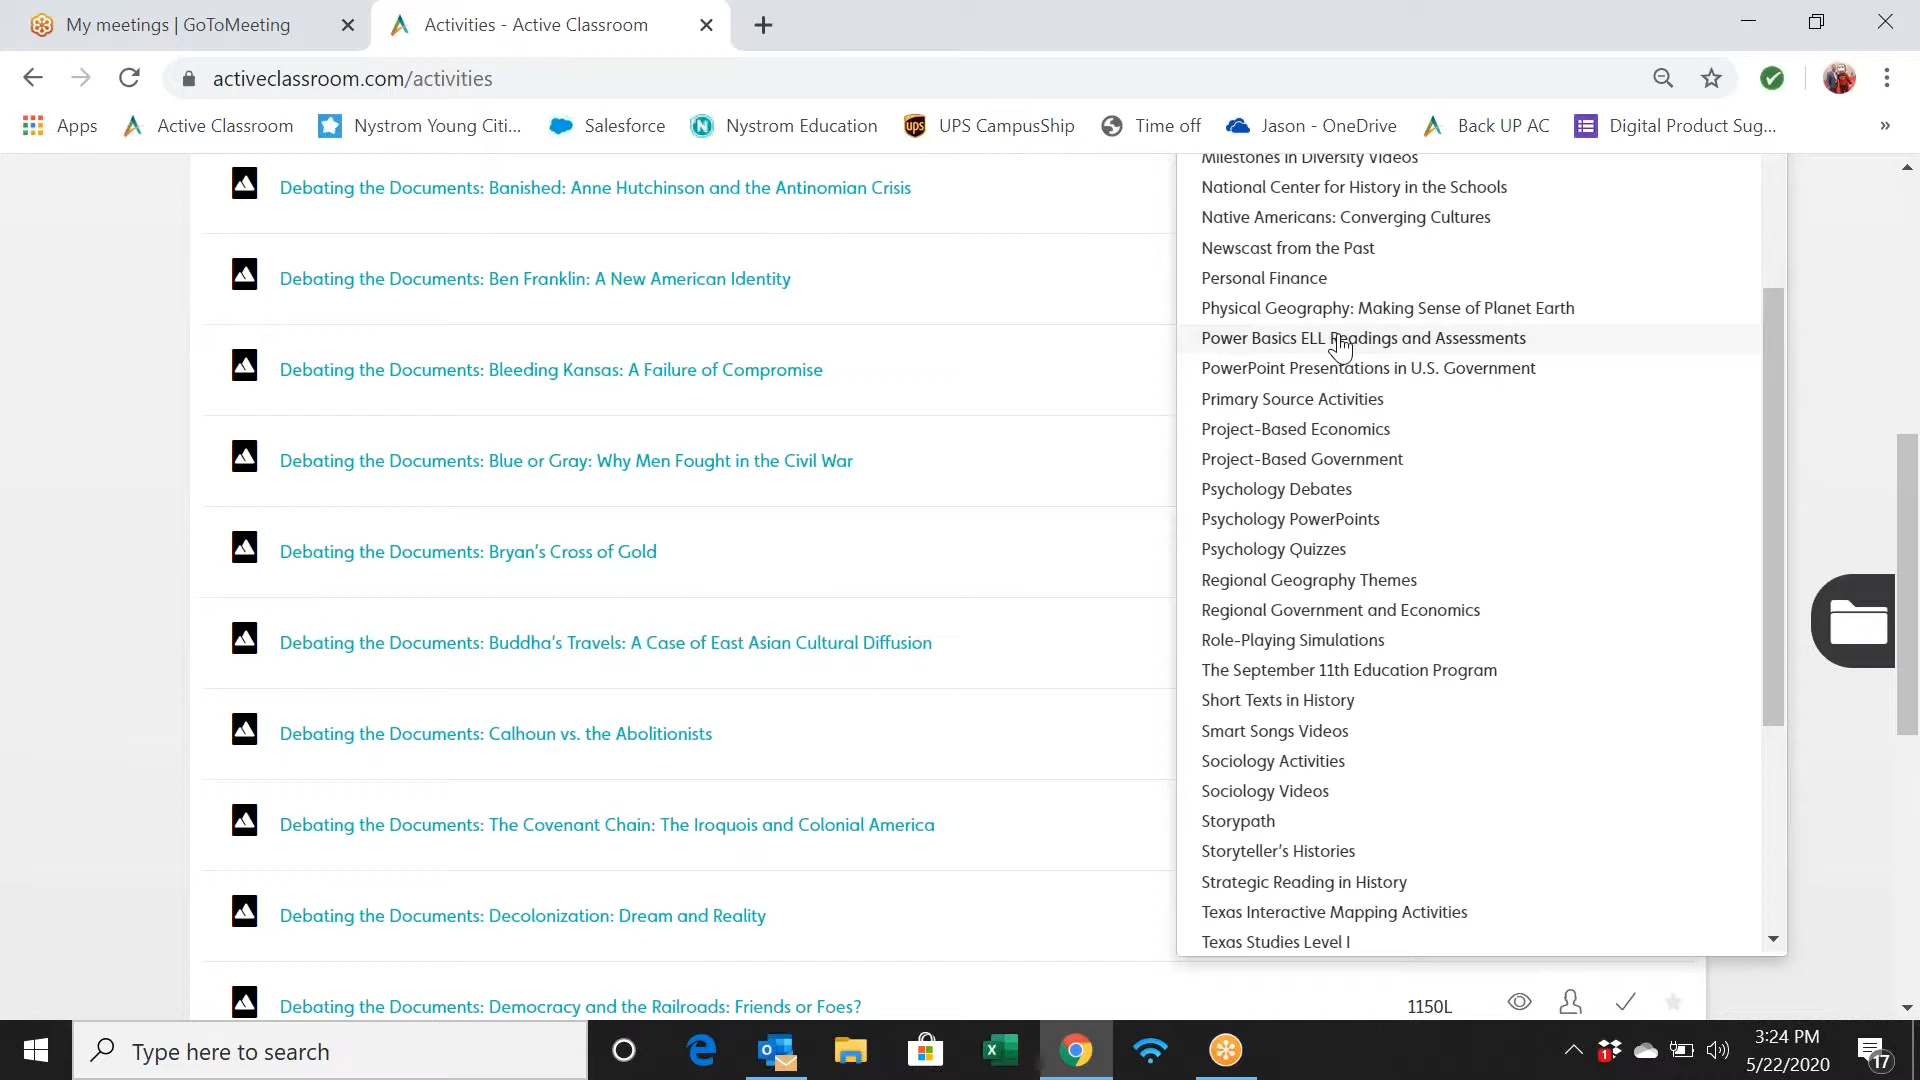 My meetings | GoToMeeting
Activities - Active Classroom
activeclassroom.com/activities
Apps
Active Classroom
Nystrom Young Citi...
Salesforce
Nystrom Education
UPS CampusShip
Time off
Jason - OneDrive
Back UP AC
Digital Product Sug...
»
Debating the Documents: Banished: Anne Hutchinson and the Antinomian Crisis
Debating the Documents: Ben Franklin: A New American Identity
Debating the Documents: Bleeding Kansas: A Failure of Compromise
Debating the Documents: Blue or Gray: Why Men Fought in the Civil War
Debating the Documents: Bryan's Cross of Gold
Debating the Documents: Buddha's Travels: A Case of East Asian Cultural Diffusion
Debating the Documents: Calhoun vs. the Abolitionists
Debating the Documents: The Covenant Chain: The Iroquois and Colonial America
Debating the Documents: Decolonization: Dream and Reality
Debating the Documents: Democracy and the Railroads: Friends or Foes?
1150L
Milestones in Diversity Videos
National Center for History in the Schools
Native Americans: Converging Cultures
Newscast from the Past
Personal Finance
Physical Geography: Making Sense of Planet Earth
Power Basics ELL Readings and Assessments
PowerPoint Presentations in U.S. Government
Primary Source Activities
Project-Based Economics
Project-Based Government
Psychology Debates
Psychology PowerPoints
Psychology Quizzes
Regional Geography Themes
Regional Government and Economics
Role-Playing Simulations
The September 11th Education Program
Short Texts in History
Smart Songs Videos
Sociology Activities
Sociology Videos
Storypath
Storyteller's Histories
Strategic Reading in History
Texas Interactive Mapping Activities
Texas Studies Level I
Type here to search
1
3:24 PM
5/22/2020
17